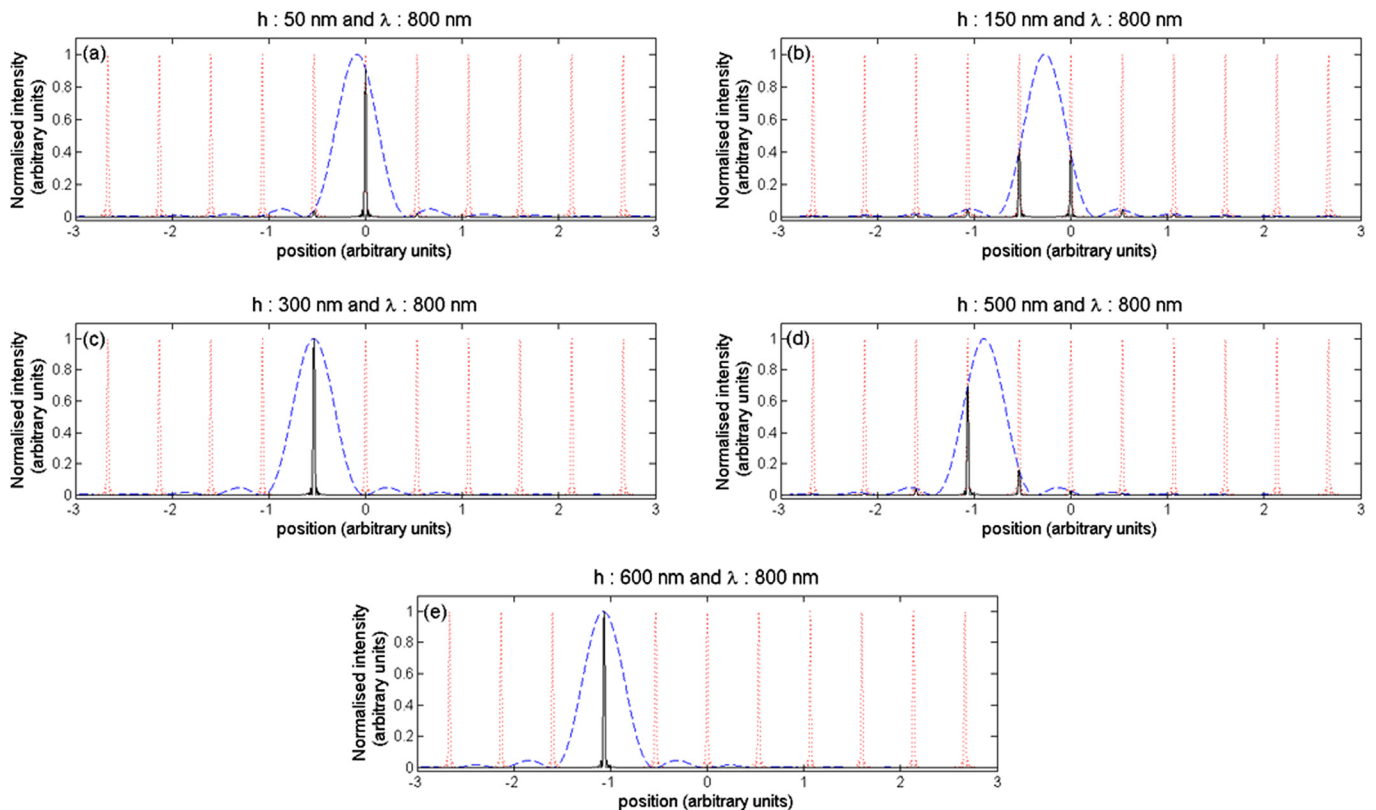 h : 50 nm and λ : 800 nm
(a)
Normalised intensity
(arbitrary units)
1
0.8
0.6
0.4
0.2
0
-3 -2 -1 0 1 2 3
position (arbitrary units)
h : 150 nm and λ : 800 nm
(b)
Normalised intensity
(arbitrary units)
1
0.8
0.6
0.4
0.2
0
-3 -2 -1 0 1 2 3
position (arbitrary units)
h : 300 nm and λ : 800 nm
(c)
Normalised intensity
(arbitrary units)
1
0.8
0.6
0.4
0.2
0
-3 -2 -1 0 1 2 3
position (arbitrary units)
h : 500 nm and λ : 800 nm
(d)
Normalised intensity
(arbitrary units)
1
0.8
0.6
0.4
0.2
0
-3 -2 -1 0 1 2 3
position (arbitrary units)
h : 600 nm and λ : 800 nm
(e)
Normalised intensity
(arbitrary units)
1
0.8
0.6
0.4
0.2
0
-3 -2 -1 0 1 2 3
position (arbitrary units)